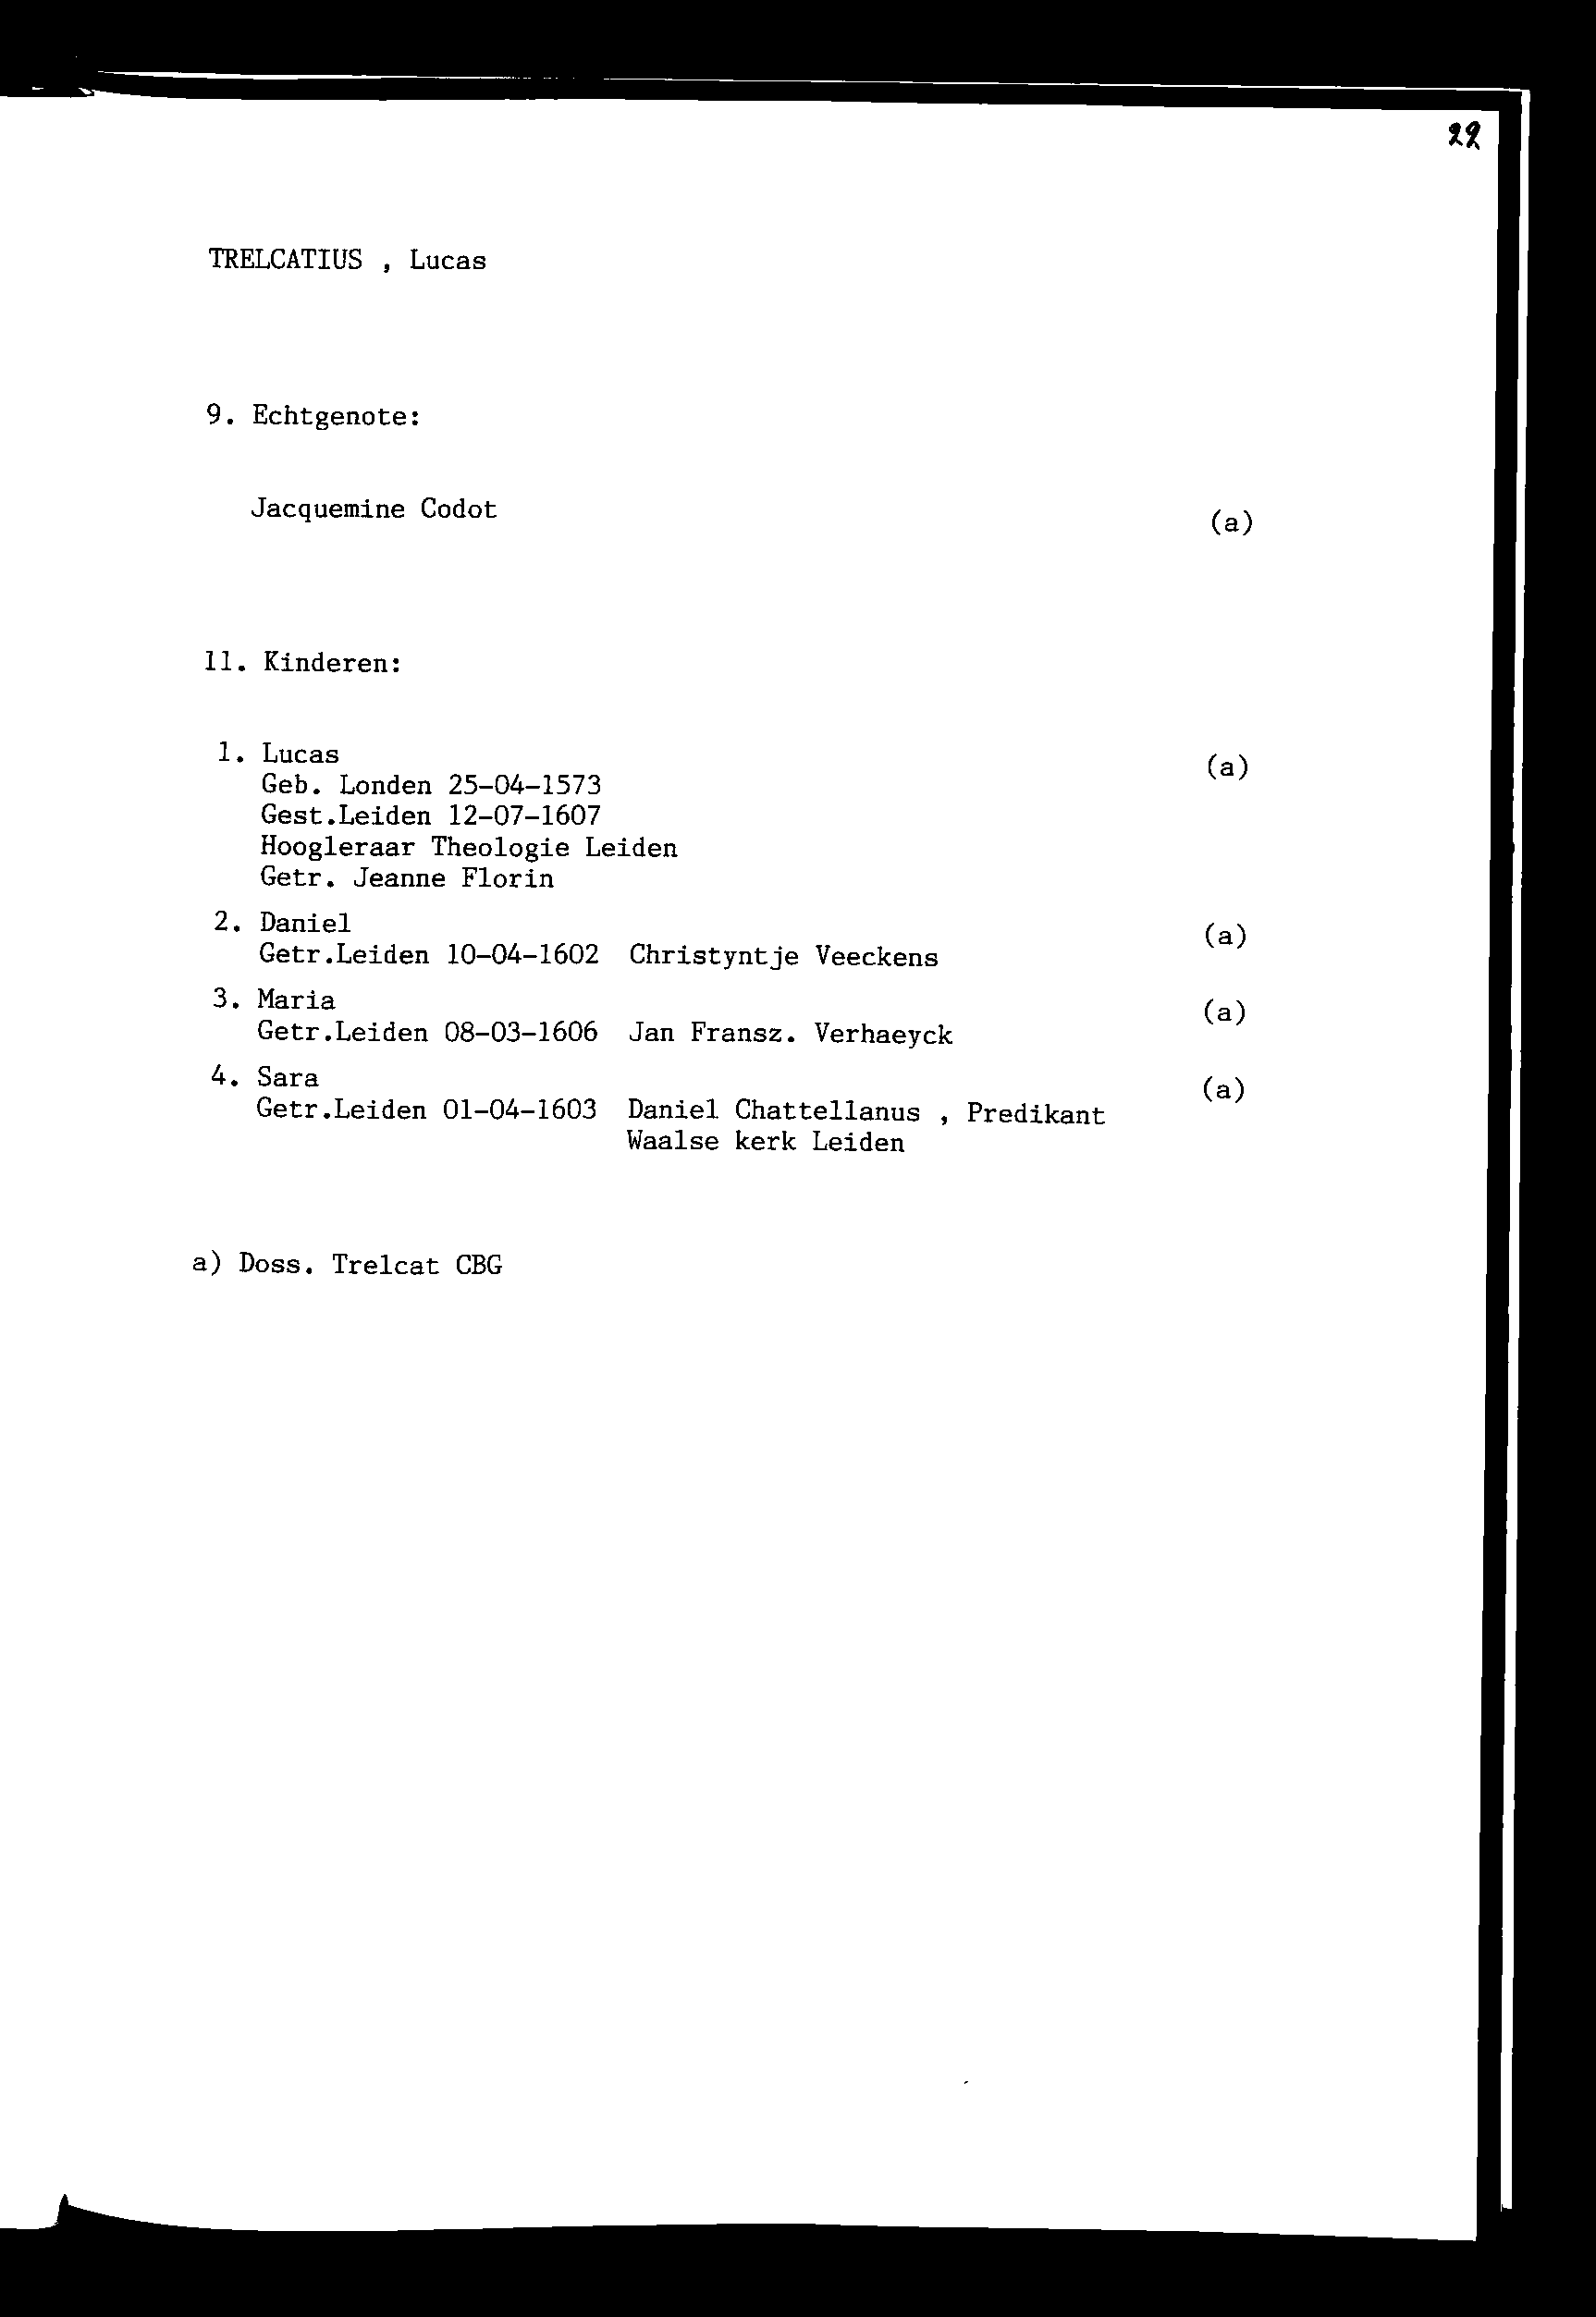 22
TRELCATIUS , Lucas
9. Echtgenote:
Jacquemine Codot (a)
11. Kinderen:
1. Lucas (a)
Geb. Londen 25-04-1573
Gest.Leiden 12-07-1607
Hoogleraar Theologie Leiden
Getr. Jeanne Florin
2. Daniel (a)
Getr.Leiden 10-04-1602 Christyntje Veeckens
3. Maria (a)
Getr.Leiden 08-03-1606 Jan Fransz. Verhaeyck
4. Sara (a)
Getr.Leiden 01-04-1603 Daniel Chattellanus , Predikant
Waalse kerk Leiden
a) Doss. Trelcat CBG